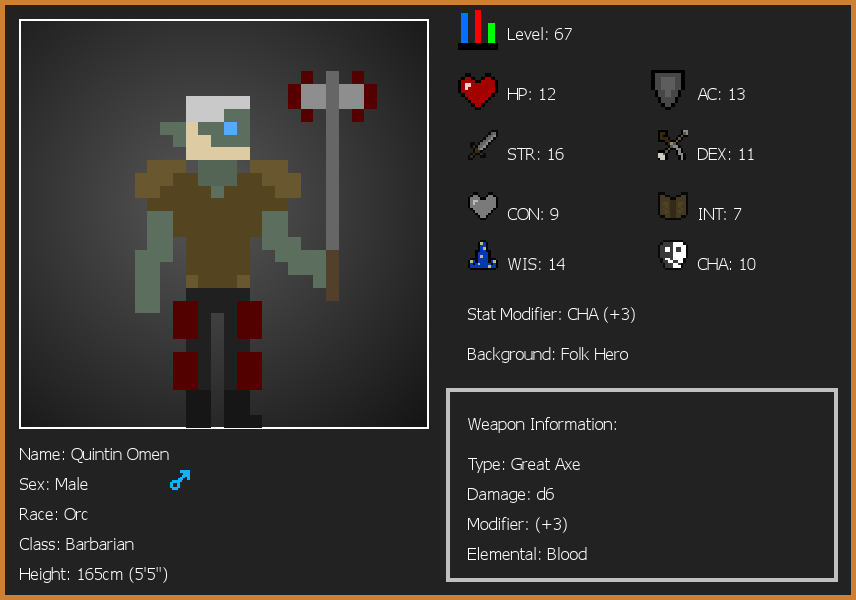 Level: 67
HP: 12
AC: 13
STR: 16
DEX: 11
CON: 9
INT: 7
WIS: 14
CHA: 10
Stat Modifier: CHA (+3)
Background: Folk Hero
Weapon Information:
Type: Great Axe
Damage: d6
Modifier: (+3)
Elemental: Blood
Name: Quintin Omen
Sex: Male
Race: Orc
Class: Barbarian
Height: 165cm (5'5")